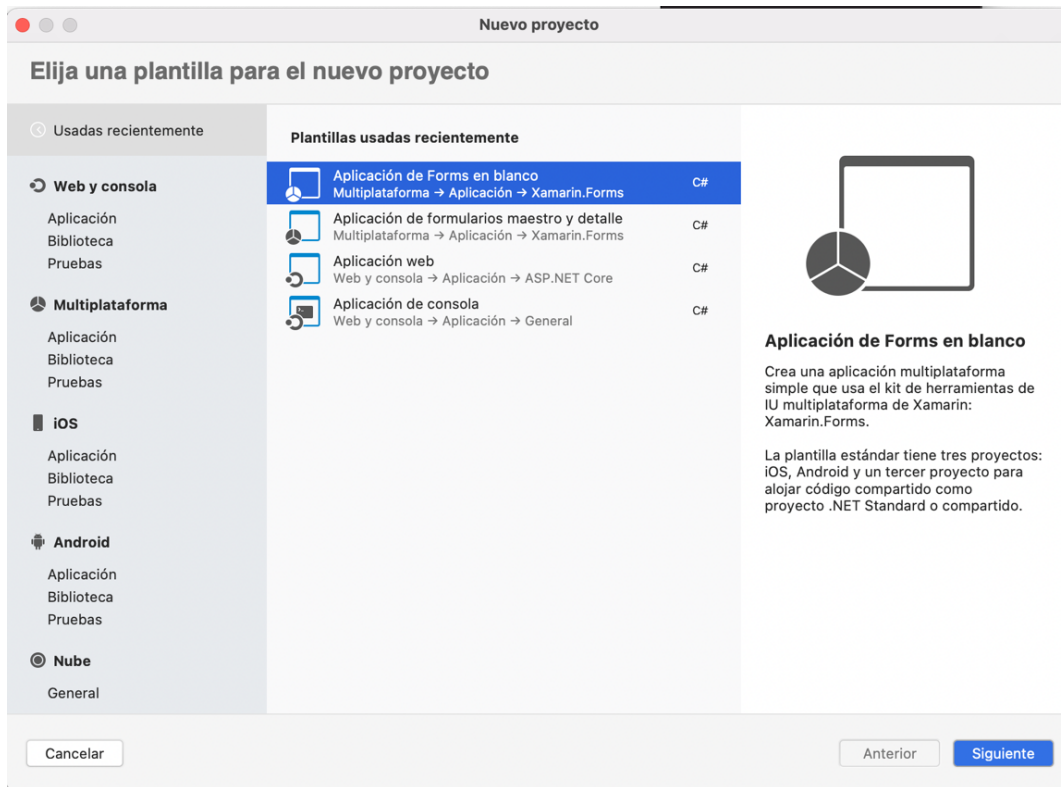 Nuevo proyecto
Elija una plantilla para el nuevo proyecto
Usadas recientemente
Web y consola
Aplicación
Biblioteca
Pruebas
Multiplataforma
Aplicación
Biblioteca
Pruebas
iOS
Aplicación
Biblioteca
Pruebas
Android
Aplicación
Biblioteca
Pruebas
Nube
General
Plantillas usadas recientemente
Aplicación de Forms en blanco
Multiplataforma → Aplicación → Xamarin.Forms
C#
Aplicación de formularios maestro y detalle
Multiplataforma → Aplicación → Xamarin.Forms
C#
Aplicación web
Web y consola → Aplicación → ASP.NET Core
C#
Aplicación de consola
Web y consola → Aplicación → General
C#
Aplicación de Forms en blanco
Crea una aplicación multiplataforma
simple que usa el kit de herramientas de
IU multiplataforma de Xamarin:
Xamarin.Forms.
La plantilla estándar tiene tres proyectos:
iOS, Android y un tercer proyecto para
alojar código compartido como
proyecto .NET Standard o compartido.
Cancelar
Anterior
Siguiente